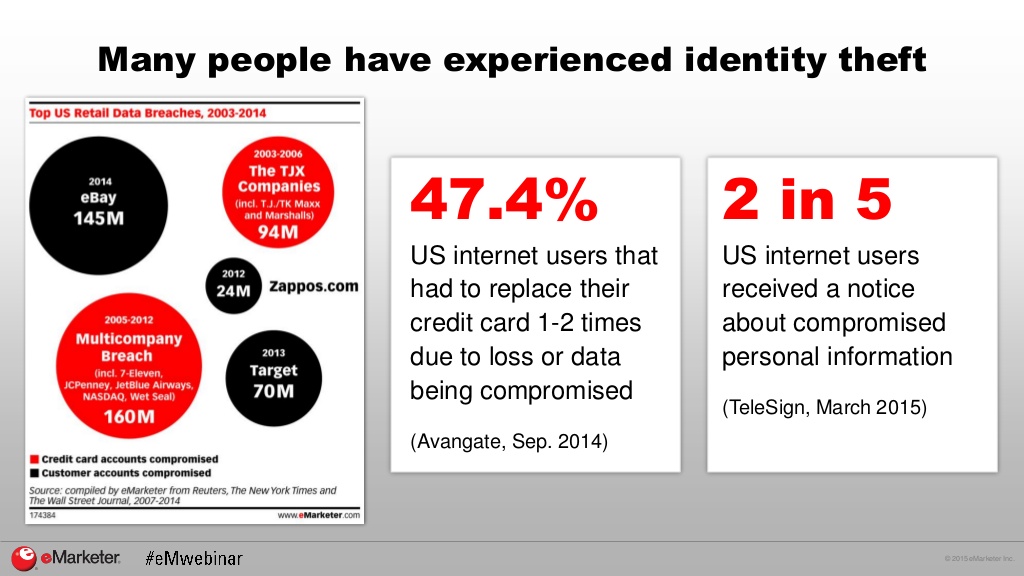 Many people have experienced identity theft
Top US Retail Data Breaches, 2003-2014
2014
eBay
145M
2003-2006
The TJX
Companies
(incl. T.J./TK Maxx
and Marshalls)
94M
2012
24M
Zappos.com
2005-2012
Multicompany
Breach
(incl. 7-Eleven,
JCPenney, JetBlue Airways,
NASDAQ, Wet Seal)
160M
2013
Target
70M
Credit card accounts compromised
Customer accounts compromised
Source: compiled by eMarketer from Reuters, The New York Times and
The Wall Street Journal, 2007-2014
174384
www.eMarketer.com
47.4%
US internet users that
had to replace their
credit card 1-2 times
due to loss or data
being compromised
(Avangate, Sep. 2014)
2 in 5
US internet users
received a notice
about compromised
personal information
(TeleSign, March 2015)
eMarketer.
#eMwebinar
© 2015 eMarketer Inc.